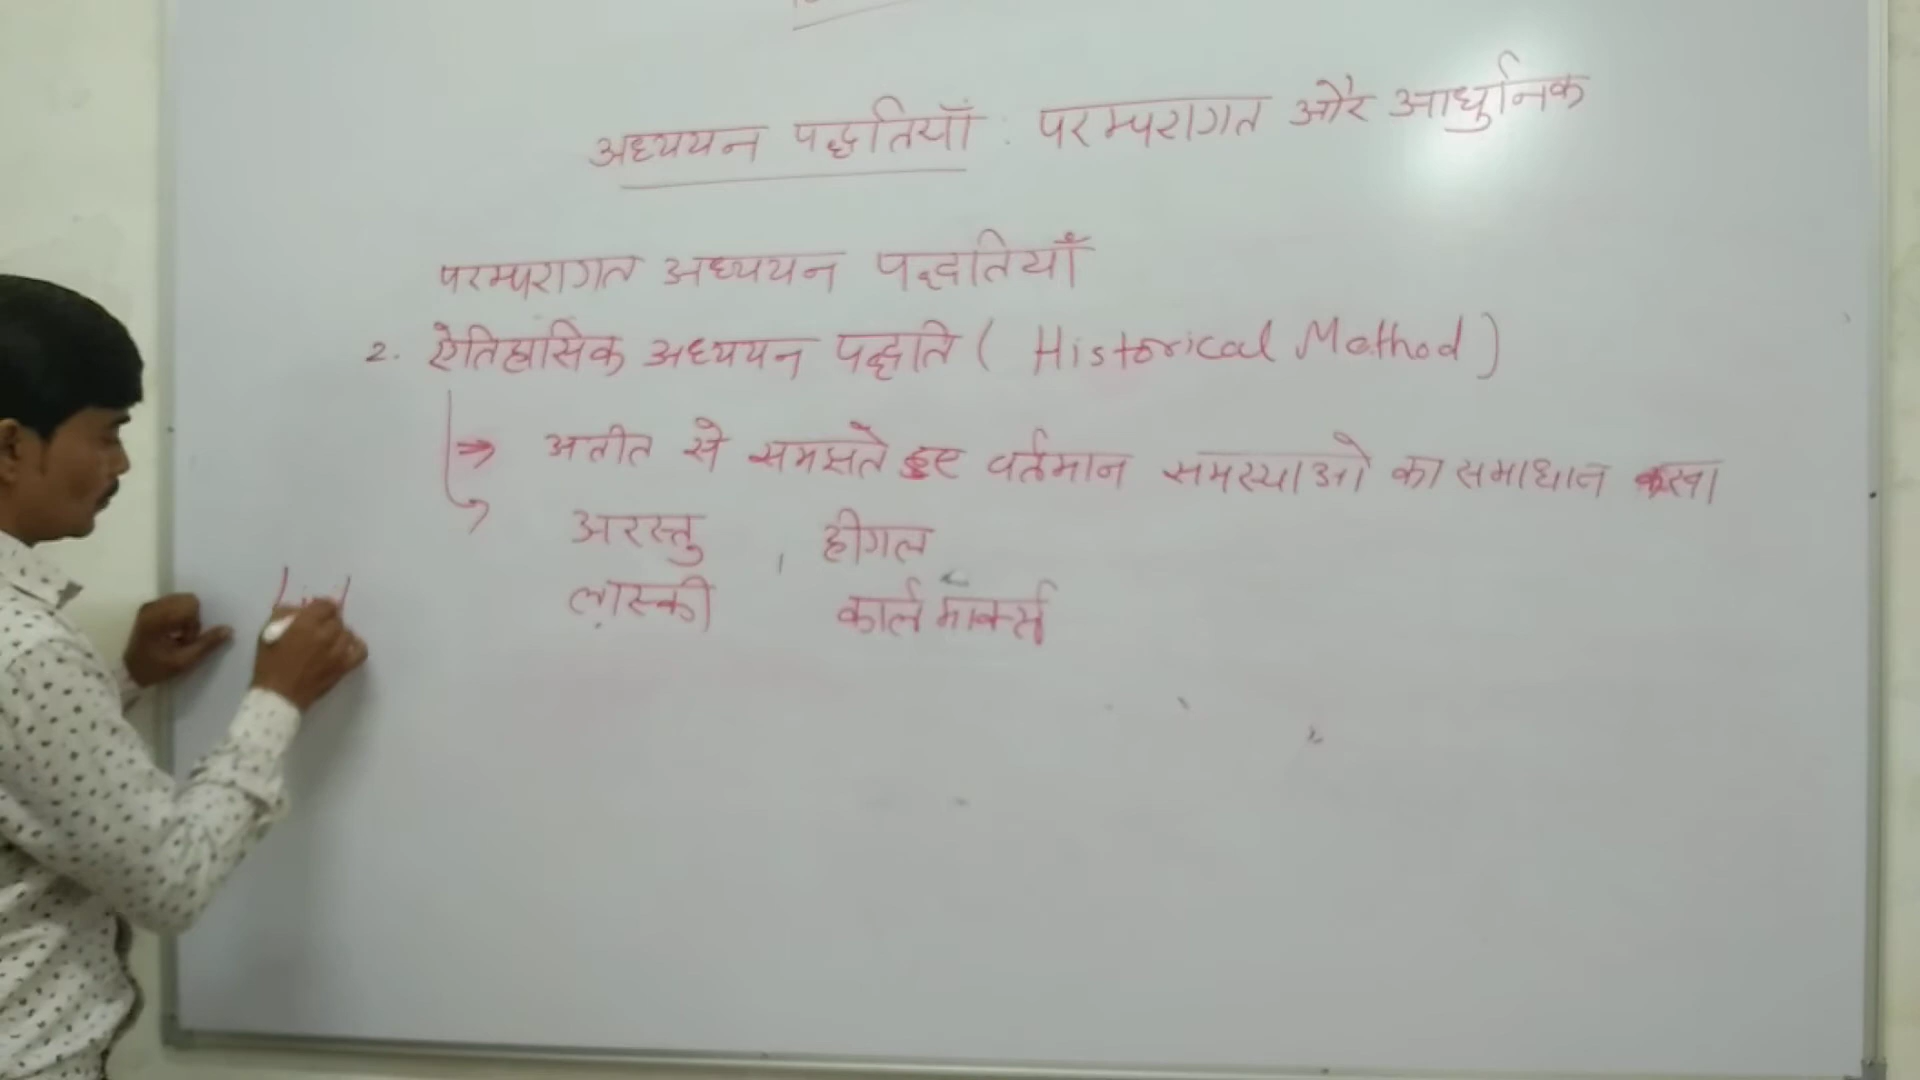 अध्ययन पद्धतियाँ : परम्परागत और आधुनिक
परम्परागत अध्ययन पद्धतियाँ
2. ऐतिहासिक अध्ययन पद्धति ( Historical Method )
⇒ अतीत से समझते हुए वर्तमान समस्याओ का समाधान करना
अरस्तु , हीगल
लास्की कार्ल मार्क्स